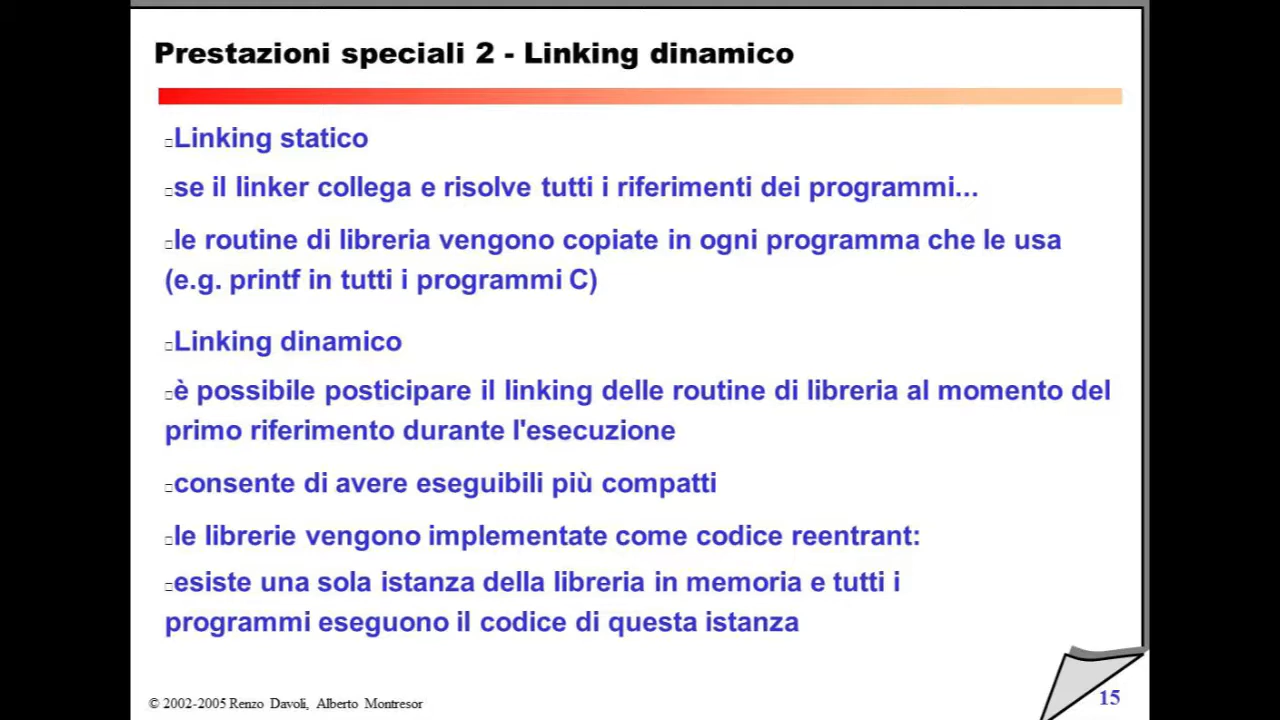 Prestazioni speciali 2 - Linking dinamico
Linking statico
se il linker collega e risolve tutti i riferimenti dei programmi...
le routine di libreria vengono copiate in ogni programma che le usa
(e.g. printf in tutti i programmi C)
Linking dinamico
è possibile posticipare il linking delle routine di libreria al momento del
primo riferimento durante l'esecuzione
consente di avere eseguibili più compatti
le librerie vengono implementate come codice reentrant:
esiste una sola istanza della libreria in memoria e tutti i
programmi eseguono il codice di questa istanza
© 2002-2005 Renzo Davoli, Alberto Montresor
15